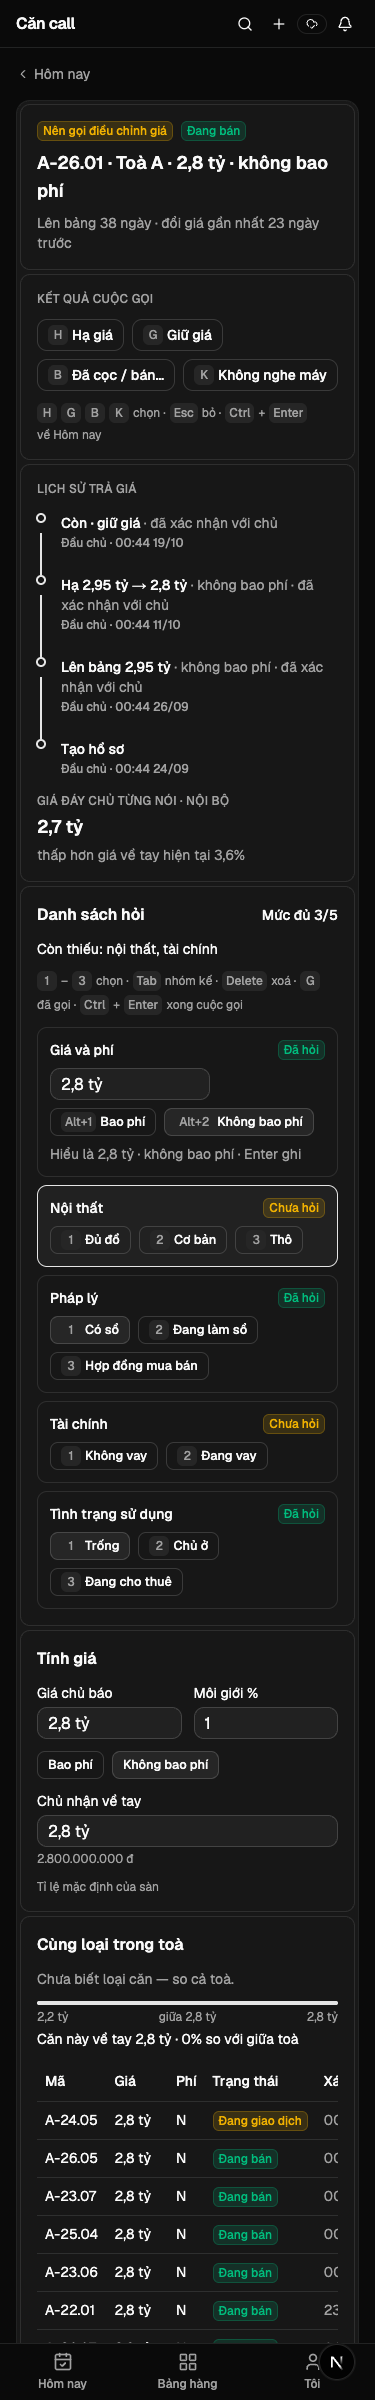 Căn call
Hôm nay
Nên gọi điều chỉnh giá Đang bán
A-26.01 · Toà A · 2,8 tỷ · không bao
phí
Lên bảng 38 ngày · đổi giá gần nhất 23 ngày
trước
KẾT QUẢ CUỘC GỌI
H Hạ giá G Giữ giá
B Đã cọc / bán... K Không nghe máy
H G B K chọn · Esc bỏ · Ctrl + Enter
về Hôm nay
LỊCH SỬ TRẢ GIÁ
Còn · giữ giá · đã xác nhận với chủ
Đầu chủ · 00:44 19/10
Hạ 2,95 tỷ → 2,8 tỷ · không bao phí · đã
xác nhận với chủ
Đầu chủ · 00:44 11/10
Lên bảng 2,95 tỷ · không bao phí · đã xác
nhận với chủ
Đầu chủ · 00:44 26/09
Tạo hồ sơ
Đầu chủ · 00:44 24/09
GIÁ ĐÁY CHỦ TỪNG NÓI · NỘI BỘ
2,7 tỷ
thấp hơn giá về tay hiện tại 3,6%
Danh sách hỏi Mức đủ 3/5
Còn thiếu: nội thất, tài chính
1 – 3 chọn · Tab nhóm kế · Delete xoá · G
đã gọi · Ctrl + Enter xong cuộc gọi
Giá và phí Đã hỏi
2,8 tỷ
Alt+1 Bao phí Alt+2 Không bao phí
Hiểu là 2,8 tỷ · không bao phí · Enter ghi
Nội thất Chưa hỏi
1 Đủ đồ 2 Cơ bản 3 Thô
Pháp lý Đã hỏi
1 Có sổ 2 Đang làm sổ
3 Hợp đồng mua bán
Tài chính Chưa hỏi
1 Không vay 2 Đang vay
Tình trạng sử dụng Đã hỏi
1 Trống 2 Chủ ở
3 Đang cho thuê
Tính giá
Giá chủ báo Môi giới %
2,8 tỷ 1
Bao phí Không bao phí
Chủ nhận về tay
2,8 tỷ
2.800.000.000 đ
Tỉ lệ mặc định của sàn
Cùng loại trong toà
Chưa biết loại căn — so cả toà.
2,2 tỷ giữa 2,8 tỷ 2,8 tỷ
Căn này về tay 2,8 tỷ · 0% so với giữa toà
Mã Giá Phí Trạng thái Xá
A-24.05 2,8 tỷ N Đang giao dịch 00
A-26.05 2,8 tỷ N Đang bán 00
A-23.07 2,8 tỷ N Đang bán 00
A-25.04 2,8 tỷ N Đang bán 00
A-23.06 2,8 tỷ N Đang bán 00
A-22.01 2,8 tỷ N Đang bán 23
Hôm nay Bảng hàng Tôi N